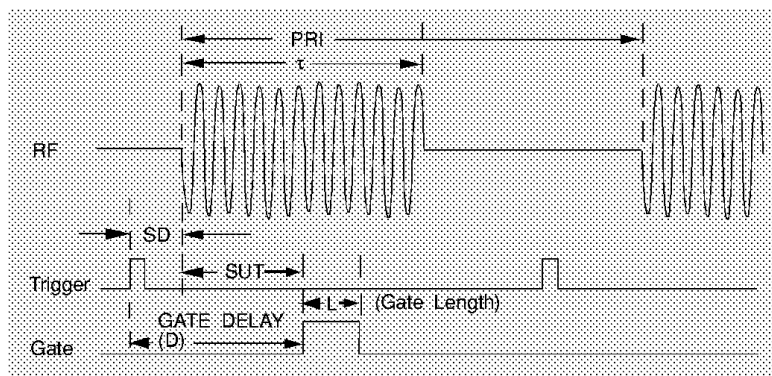 PRI
τ
RF
SD
SUT
Trigger
L (Gate Length)
GATE DELAY
(D)
Gate